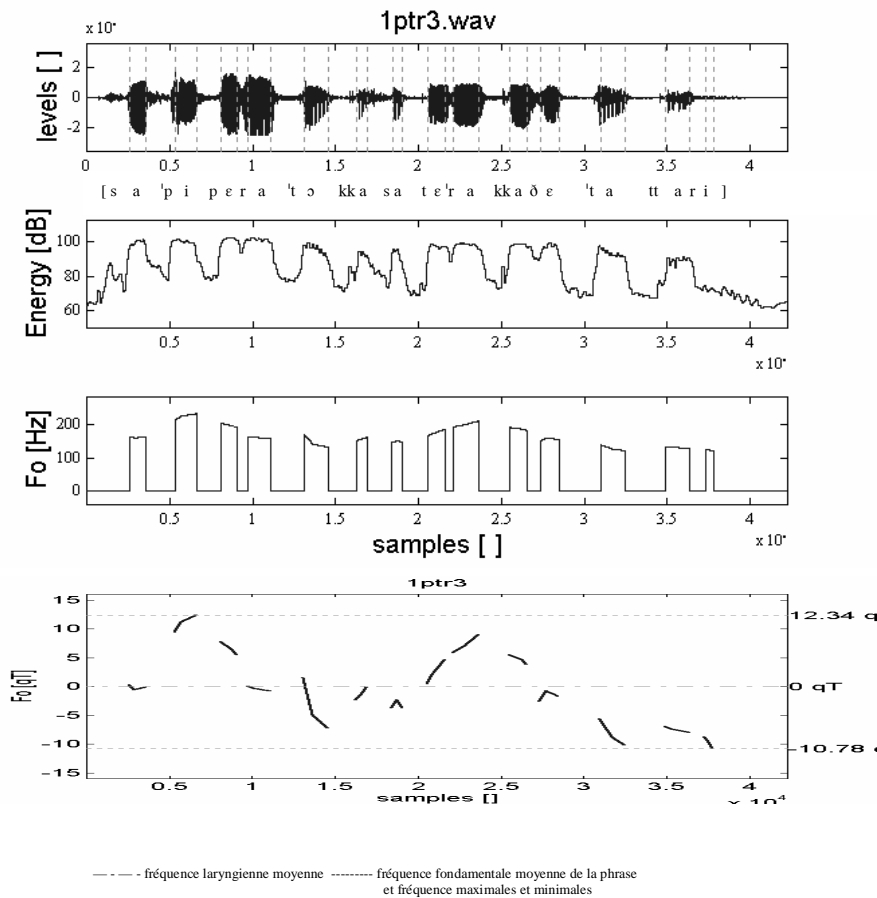 1ptr3.wav
x 10⁴
levels [ ]
2
0
-2
0 0.5 1 1.5 2 2.5 3 3.5 4
[ s a ˈp i p ɛ r a ˈt ɔ kk a s a t ɛ ˈr a kk a ð ɛ ˈt a tt a r i ]
Energy [dB]
100
80
60
0.5 1 1.5 2 2.5 3 3.5 4
x 10⁴
Fo [Hz]
200
100
0
0.5 1 1.5 2 2.5 3 3.5 4
x 10⁴
samples [ ]
1ptr3
Fo [qT]
15
10
5
0
-5
-10
-15
12.34 q
0 qT
-10.78
0.5 1 1.5 2 2.5 3 3.5 4
samples []
x 10⁴
— - — - fréquence laryngienne moyenne ---------- fréquence fondamentale moyenne de la phrase
et fréquence maximales et minimales